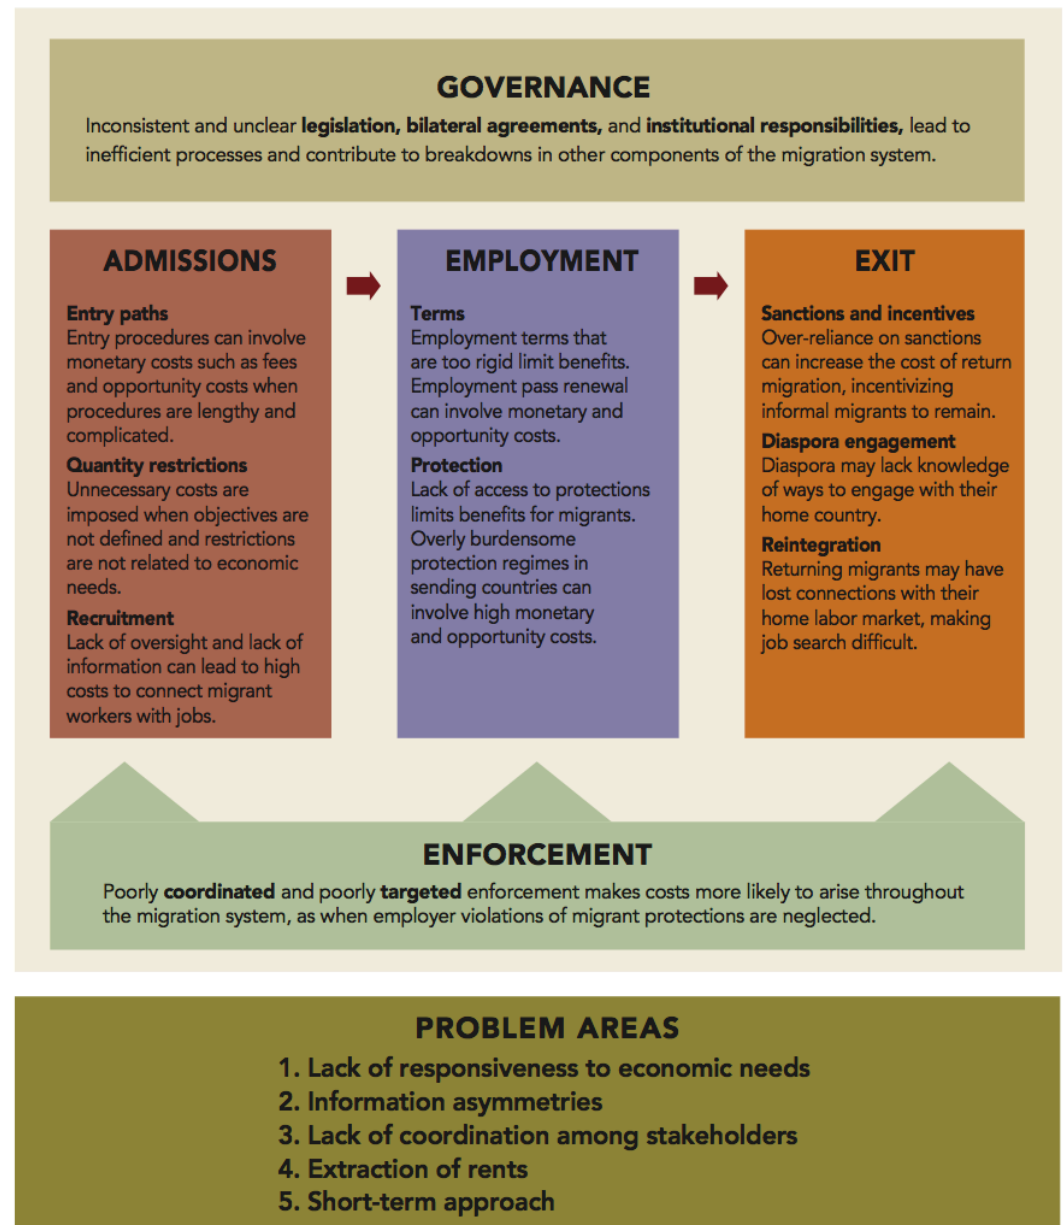 GOVERNANCE
Inconsistent and unclear legislation, bilateral agreements, and institutional responsibilities, lead to
inefficient processes and contribute to breakdowns in other components of the migration system.
ADMISSIONS
Entry paths
Entry procedures can involve
monetary costs such as fees
and opportunity costs when
procedures are lengthy and
complicated.
Quantity restrictions
Unnecessary costs are
imposed when objectives are
not defined and restrictions
are not related to economic
needs.
Recruitment
Lack of oversight and lack of
information can lead to high
costs to connect migrant
workers with jobs.
EMPLOYMENT
Terms
Employment terms that
are too rigid limit benefits.
Employment pass renewal
can involve monetary and
opportunity costs.
Protection
Lack of access to protections
limits benefits for migrants.
Overly burdensome
protection regimes in
sending countries can
involve high monetary
and opportunity costs.
EXIT
Sanctions and incentives
Over-reliance on sanctions
can increase the cost of return
migration, incentivizing
informal migrants to remain.
Diaspora engagement
Diaspora may lack knowledge
of ways to engage with their
home country.
Reintegration
Returning migrants may have
lost connections with their
home labor market, making
job search difficult.
ENFORCEMENT
Poorly coordinated and poorly targeted enforcement makes costs more likely to arise throughout
the migration system, as when employer violations of migrant protections are neglected.
PROBLEM AREAS
1. Lack of responsiveness to economic needs
2. Information asymmetries
3. Lack of coordination among stakeholders
4. Extraction of rents
5. Short-term approach